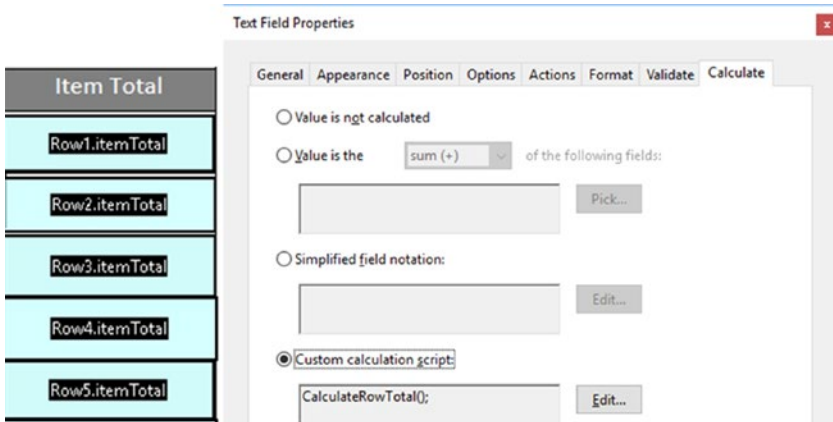 Text Field Properties
x
Item Total
Row1.itemTotal
Row2.itemTotal
Row3.itemTotal
Row4.itemTotal
Row5.itemTotal
General Appearance Position Options Actions Format Validate Calculate
Value is not calculated
Value is the sum (+) of the following fields:
Pick...
Simplified field notation:
Edit...
Custom calculation script:
CalculateRowTotal();
Edit...